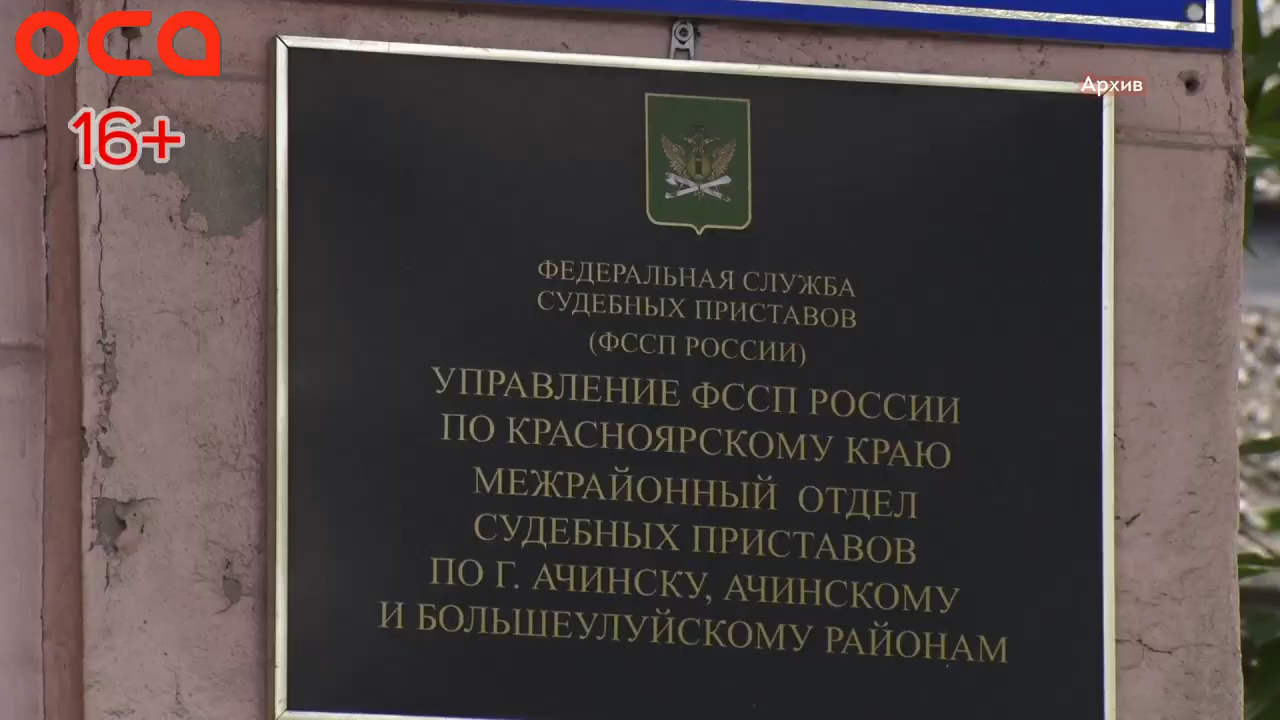 оса
16+
Архив
ФЕДЕРАЛЬНАЯ СЛУЖБА
СУДЕБНЫХ ПРИСТАВОВ
(ФССП РОССИИ)
УПРАВЛЕНИЕ ФССП РОССИИ
ПО КРАСНОЯРСКОМУ КРАЮ
МЕЖРАЙОННЫЙ ОТДЕЛ
СУДЕБНЫХ ПРИСТАВОВ
ПО Г. АЧИНСКУ, АЧИНСКОМУ
И БОЛЬШЕУЛУЙСКОМУ РАЙОНАМ